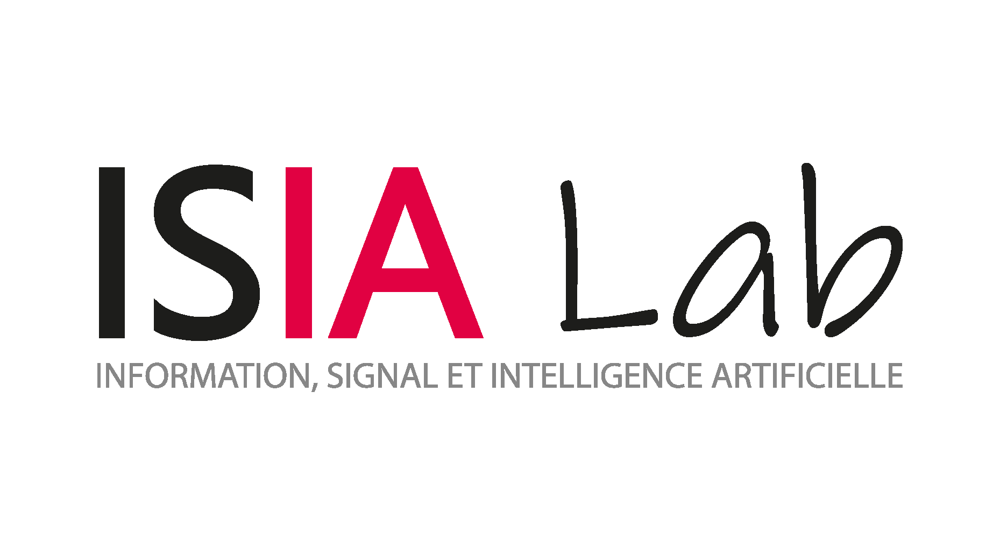 ISIA Lab
INFORMATION, SIGNAL ET INTELLIGENCE ARTIFICIELLE